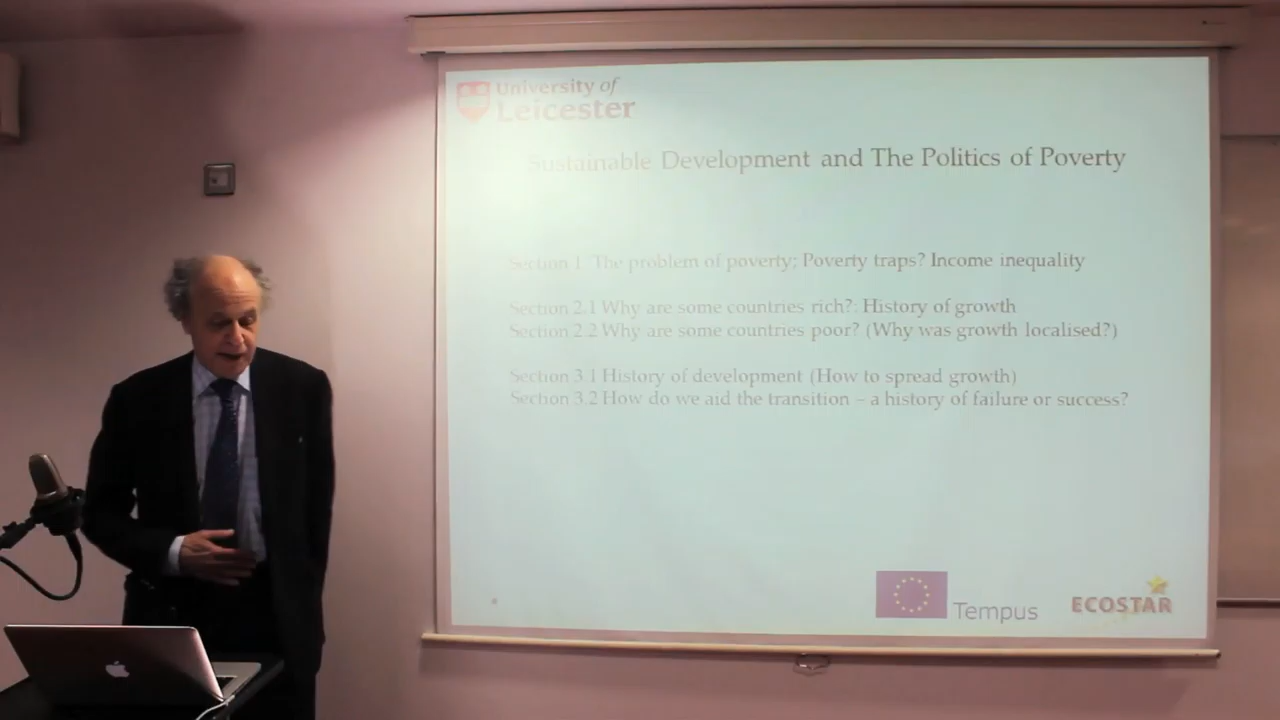 University of
Leicester
Sustainable Development and The Politics of Poverty
Section 1 The problem of poverty; Poverty traps? Income inequality
Section 2.1 Why are some countries rich?: History of growth
Section 2.2 Why are some countries poor? (Why was growth localised?)
Section 3.1 History of development (How to spread growth)
Section 3.2 How do we aid the transition – a history of failure or success?
Tempus
ECOSTAR